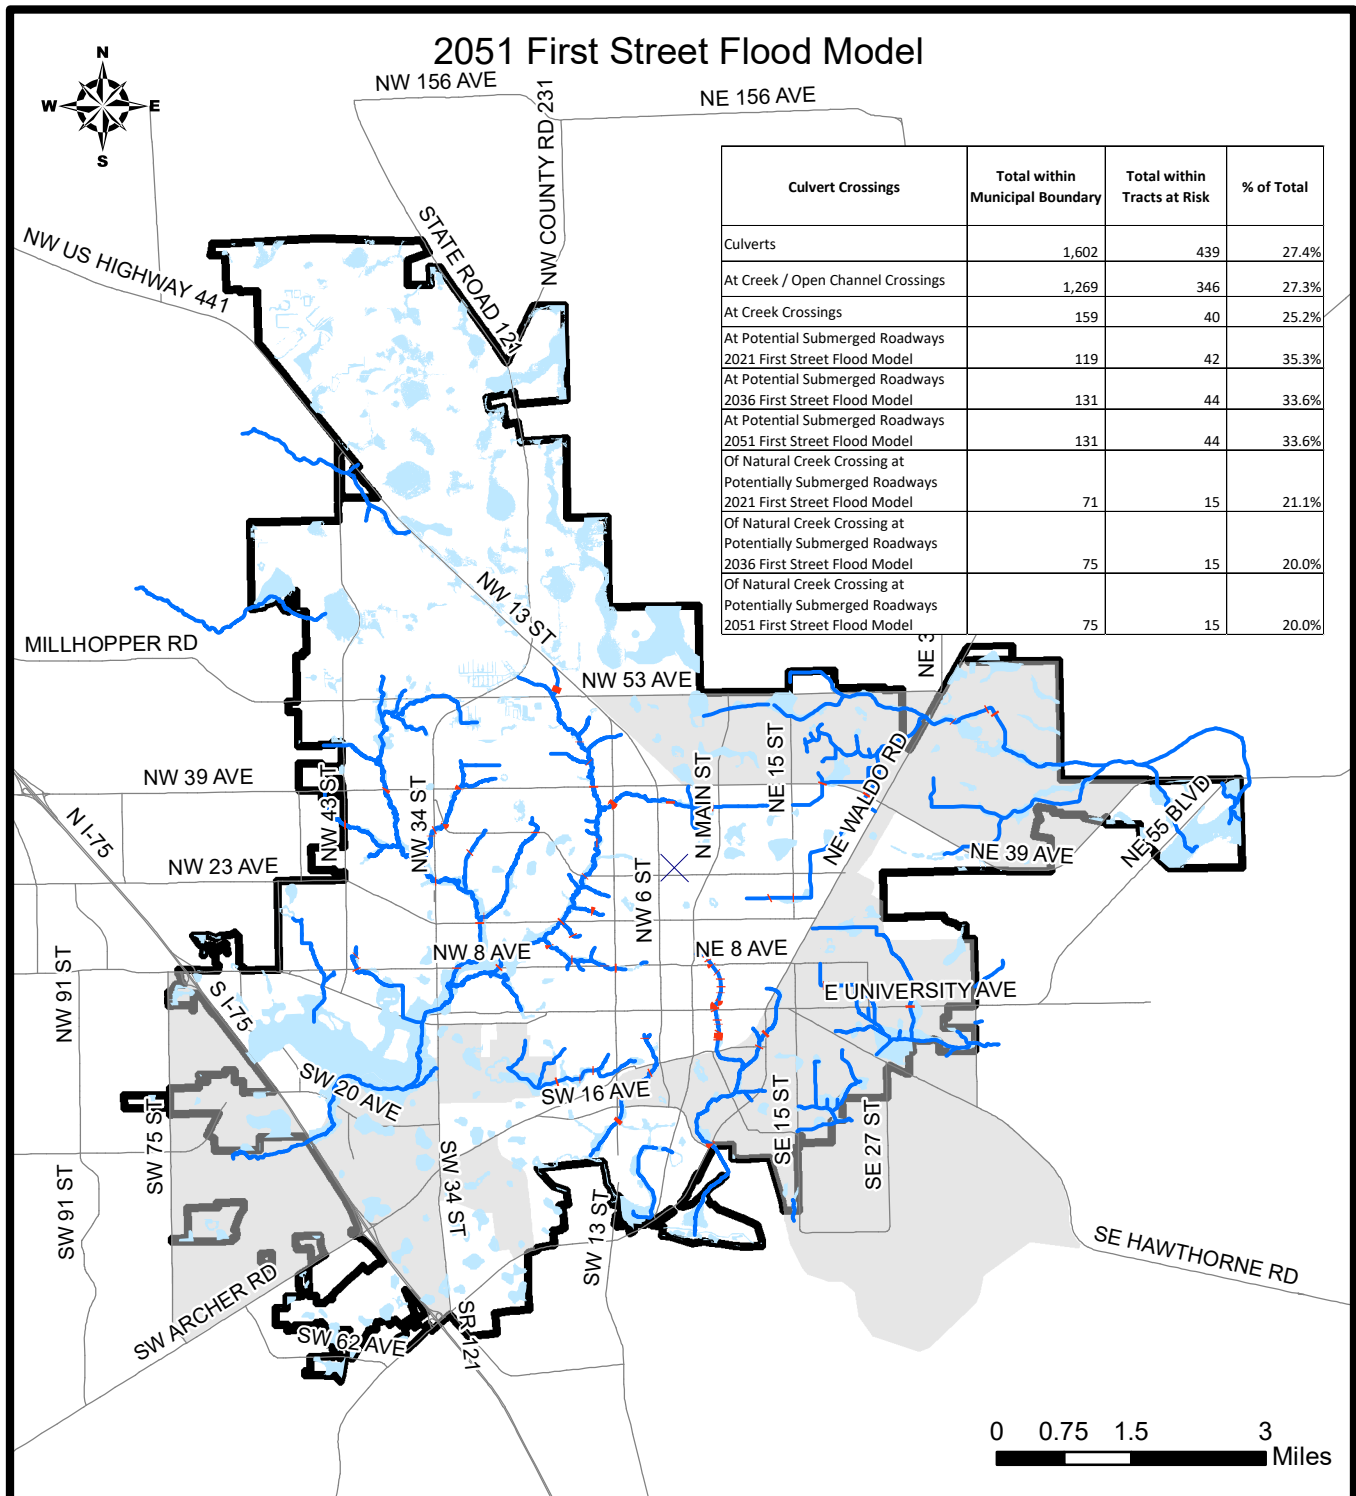 2051 First Street Flood Model
N
W E
S
NW 156 AVE
NE 156 AVE
NW COUNTY RD 231
STATE ROAD 121
NW US HIGHWAY 441
Culvert Crossings Total within Municipal Boundary Total within Tracts at Risk % of Total
Culverts 1,602 439 27.4%
At Creek / Open Channel Crossings 1,269 346 27.3%
At Creek Crossings 159 40 25.2%
At Potential Submerged Roadways
2021 First Street Flood Model 119 42 35.3%
At Potential Submerged Roadways
2036 First Street Flood Model 131 44 33.6%
At Potential Submerged Roadways
2051 First Street Flood Model 131 44 33.6%
Of Natural Creek Crossing at
Potentially Submerged Roadways
2021 First Street Flood Model 71 15 21.1%
Of Natural Creek Crossing at
Potentially Submerged Roadways
2036 First Street Flood Model 75 15 20.0%
Of Natural Creek Crossing at
Potentially Submerged Roadways
2051 First Street Flood Model 75 15 20.0%
NW 13 ST
MILLHOPPER RD
NE 3
NW 53 AVE
NE 15 ST
N MAIN ST
NE WALDO RD
NW 39 AVE
NW 43 ST
NW 34 ST
N I-75
NE 55 BLVD
NE 39 AVE
NW 23 AVE
NW 6 ST
NW 8 AVE
NE 8 AVE
NW 91 ST
S I-75
E UNIVERSITY AVE
SW 20 AVE
SW 16 AVE
SW 75 ST
SE 15 ST
SE 27 ST
SW 91 ST
SW 34 ST
SW 13 ST
SE HAWTHORNE RD
SW ARCHER RD
SW 62 AVE
SR 121
0 0.75 1.5 3
Miles